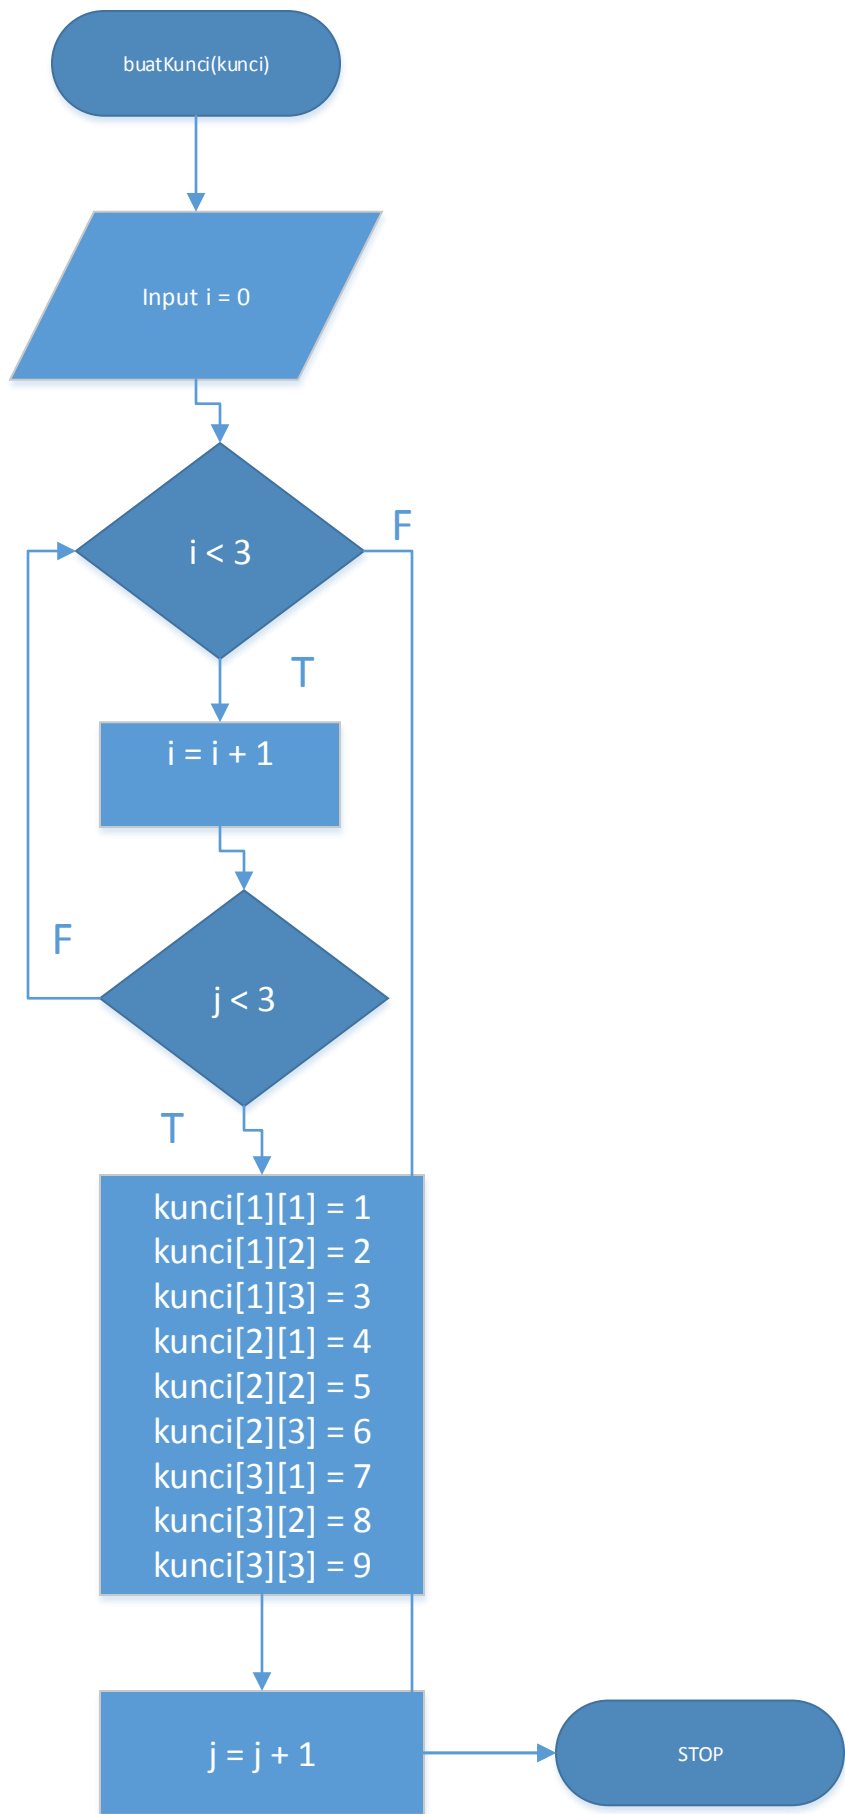 buatKunci(kunci)
Input i = 0
i < 3
F
T
i = i + 1
F
j < 3
T
kunci[1][1] = 1
kunci[1][2] = 2
kunci[1][3] = 3
kunci[2][1] = 4
kunci[2][2] = 5
kunci[2][3] = 6
kunci[3][1] = 7
kunci[3][2] = 8
kunci[3][3] = 9
j = j + 1
STOP